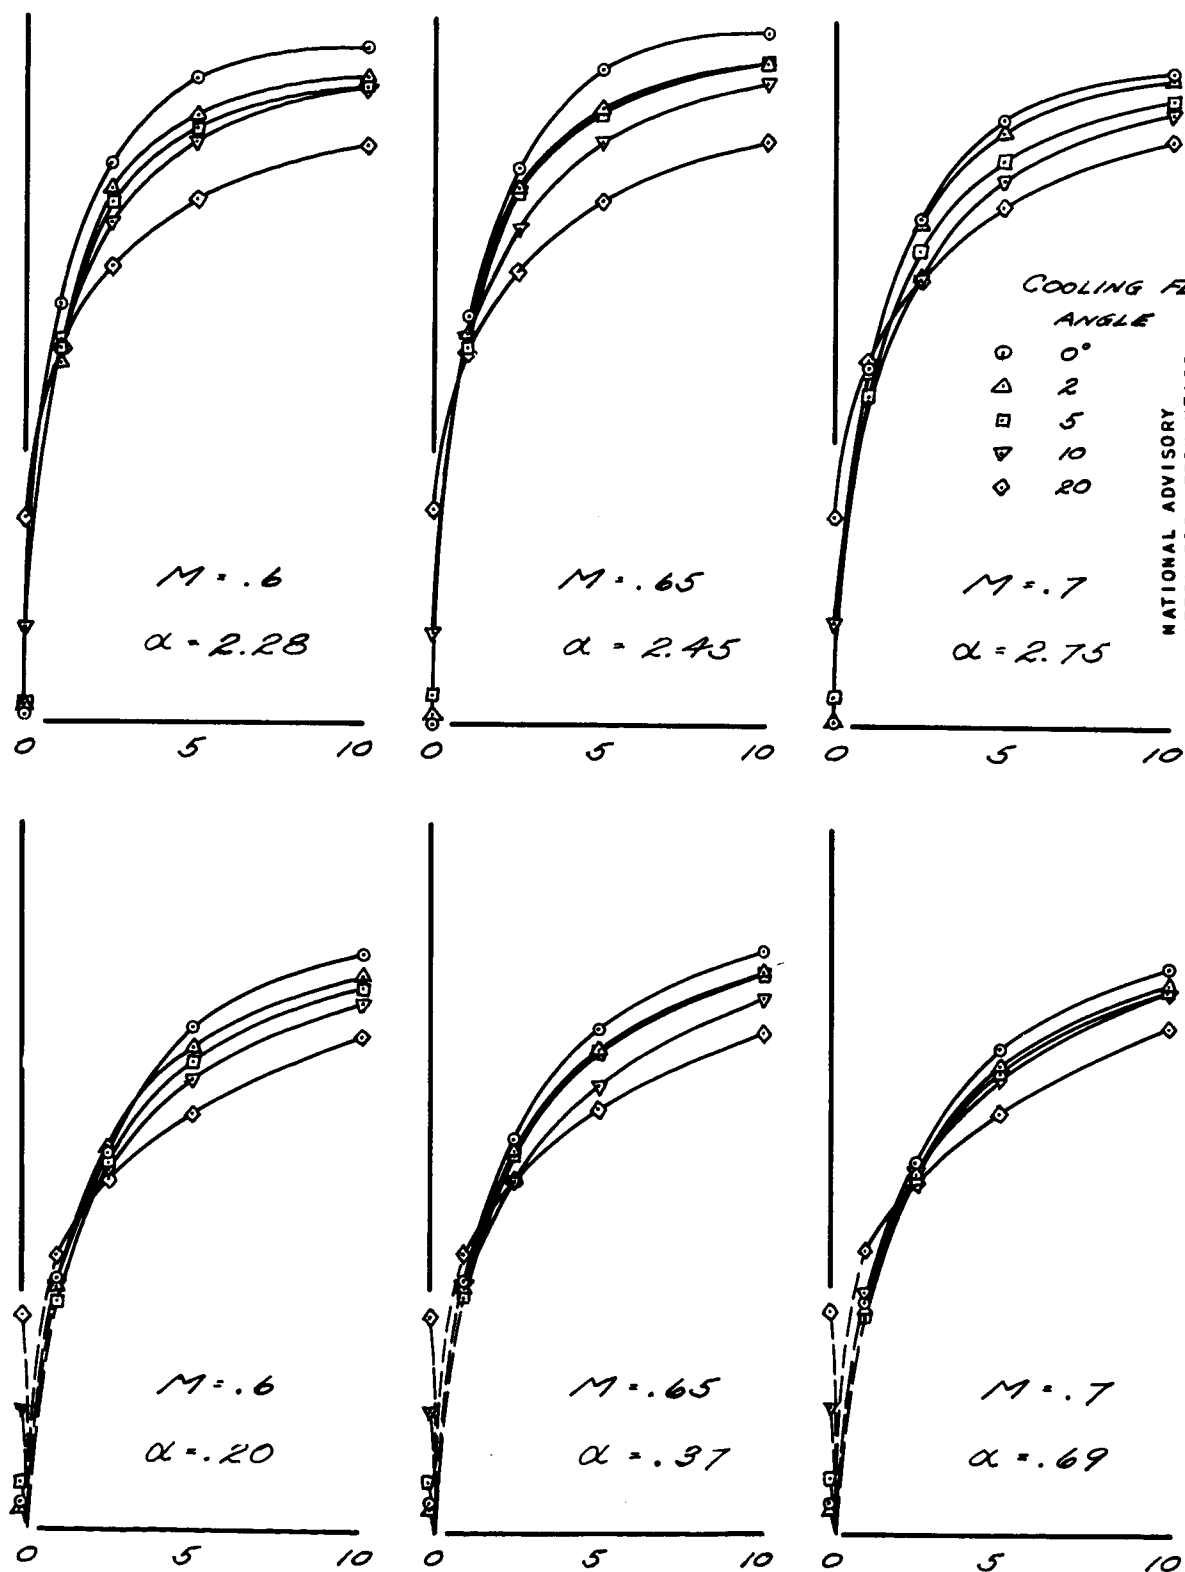 COOLING FL
ANGLE
0°
2
5
10
20
NATIONAL ADVISORY
M = .6
α = 2.28
M = .65
α = 2.45
M = .7
α = 2.75
0 5 10
0 5 10
0 5 10
M = .6
α = .20
M = .65
α = .37
M = .7
α = .69
0 5 10
0 5 10
0 5 10